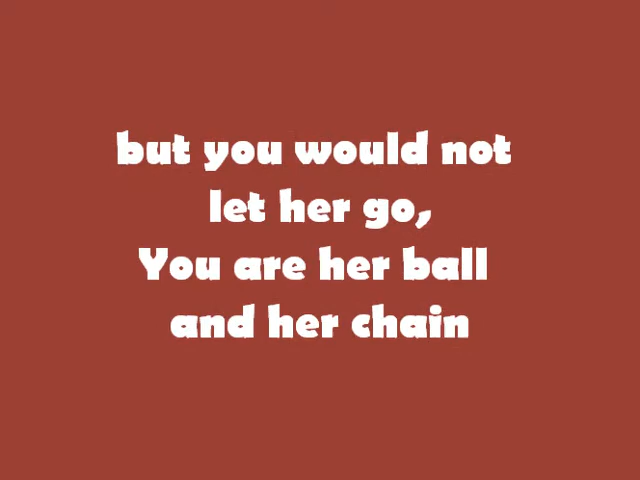 but you would not
let her go,
You are her ball
and her chain